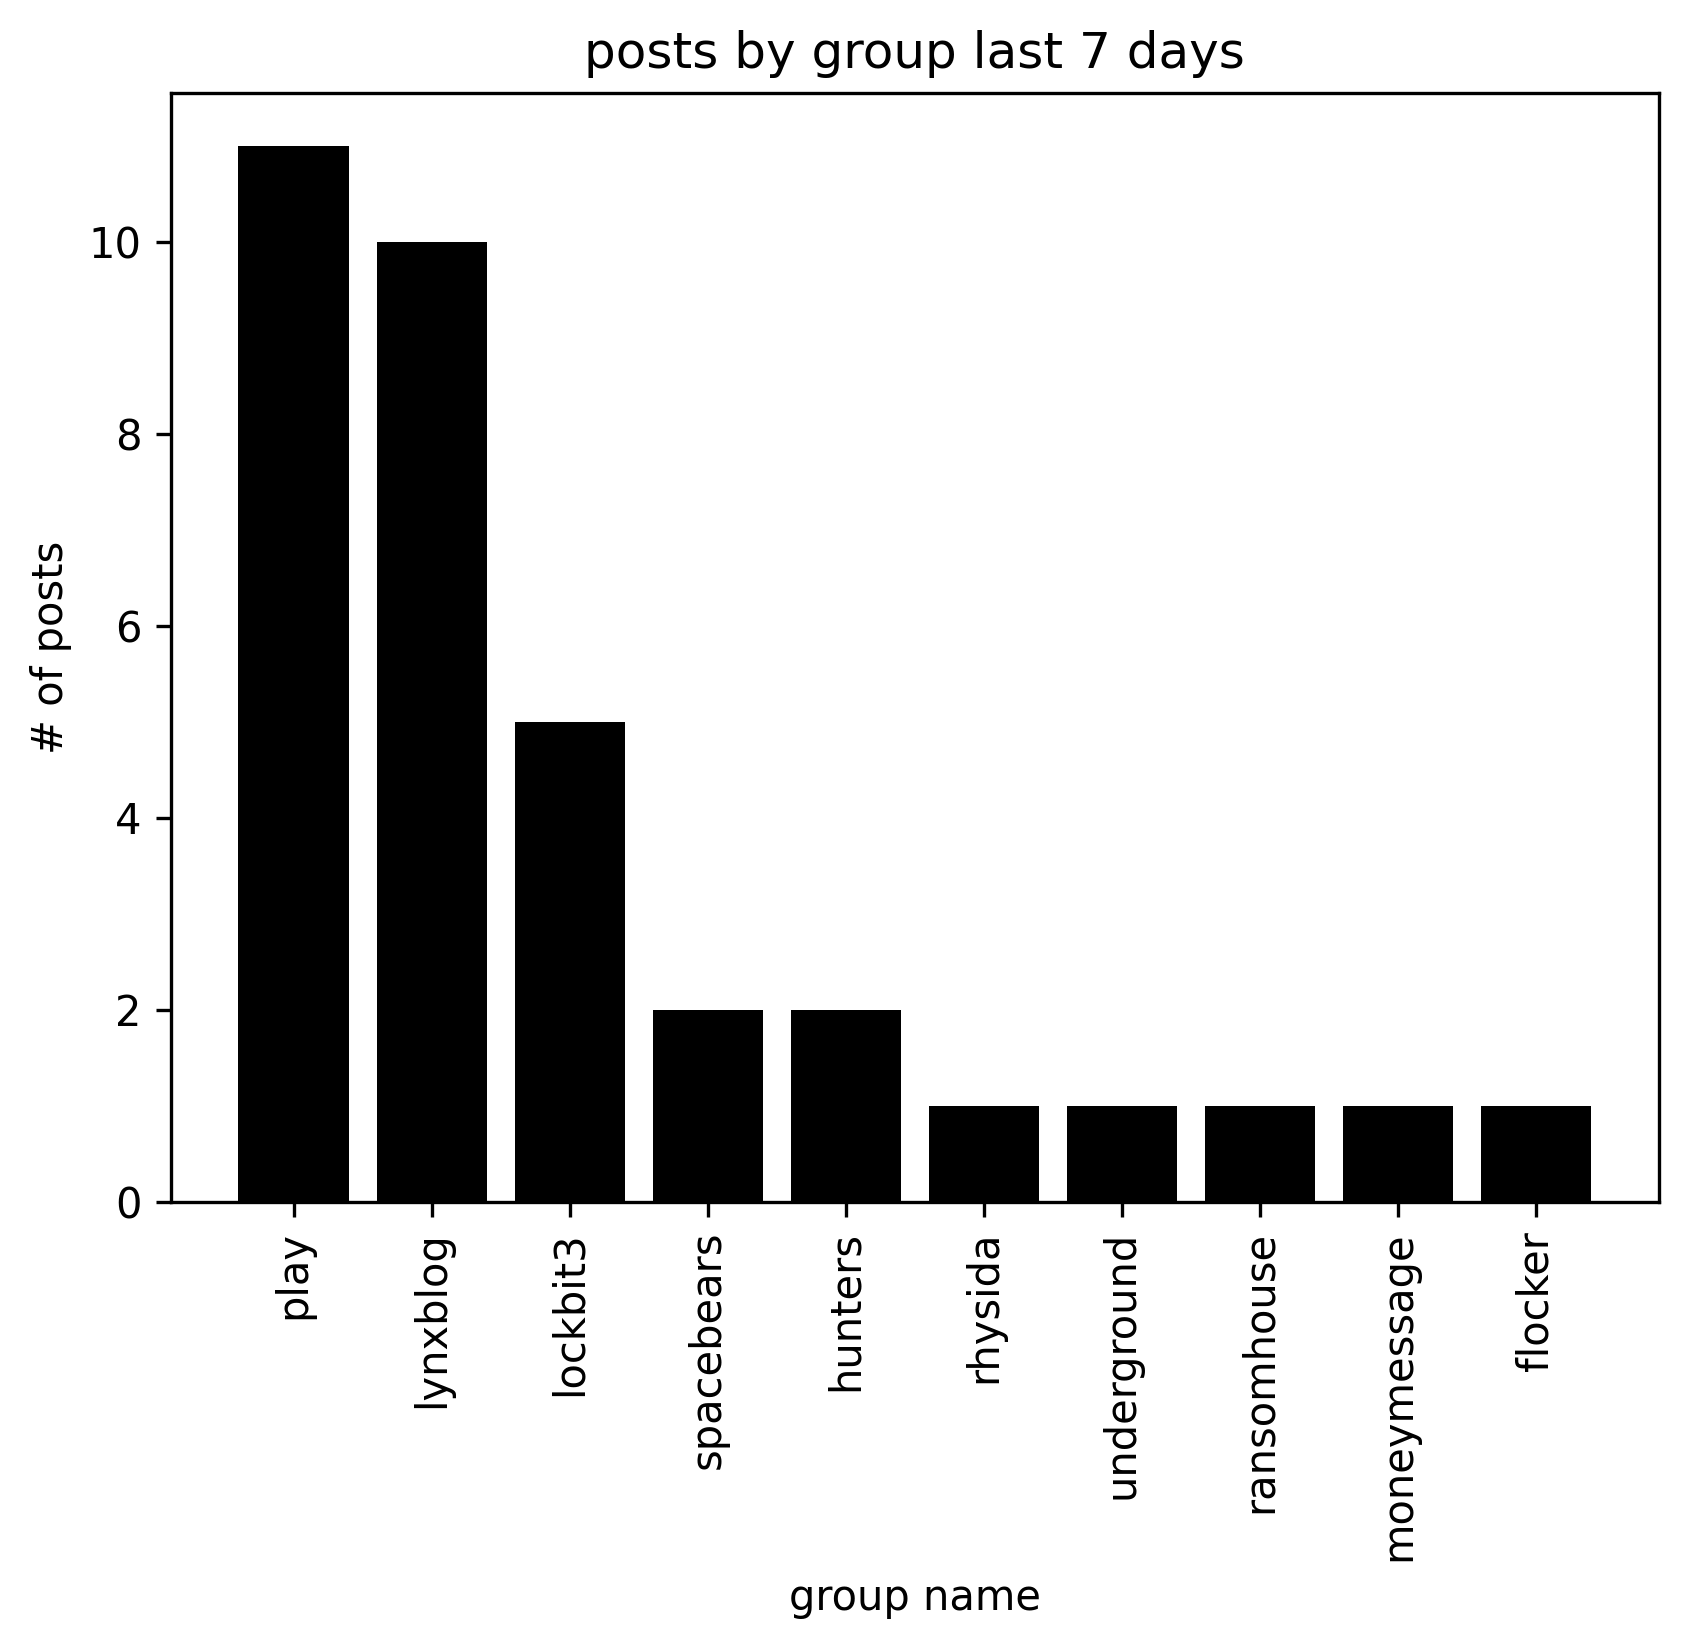 posts by group last 7 days
# of posts
10
8
6
4
2
0
play
lynxblog
lockbit3
spacebears
hunters
rhysida
underground
ransomhouse
moneymessage
flocker
group name